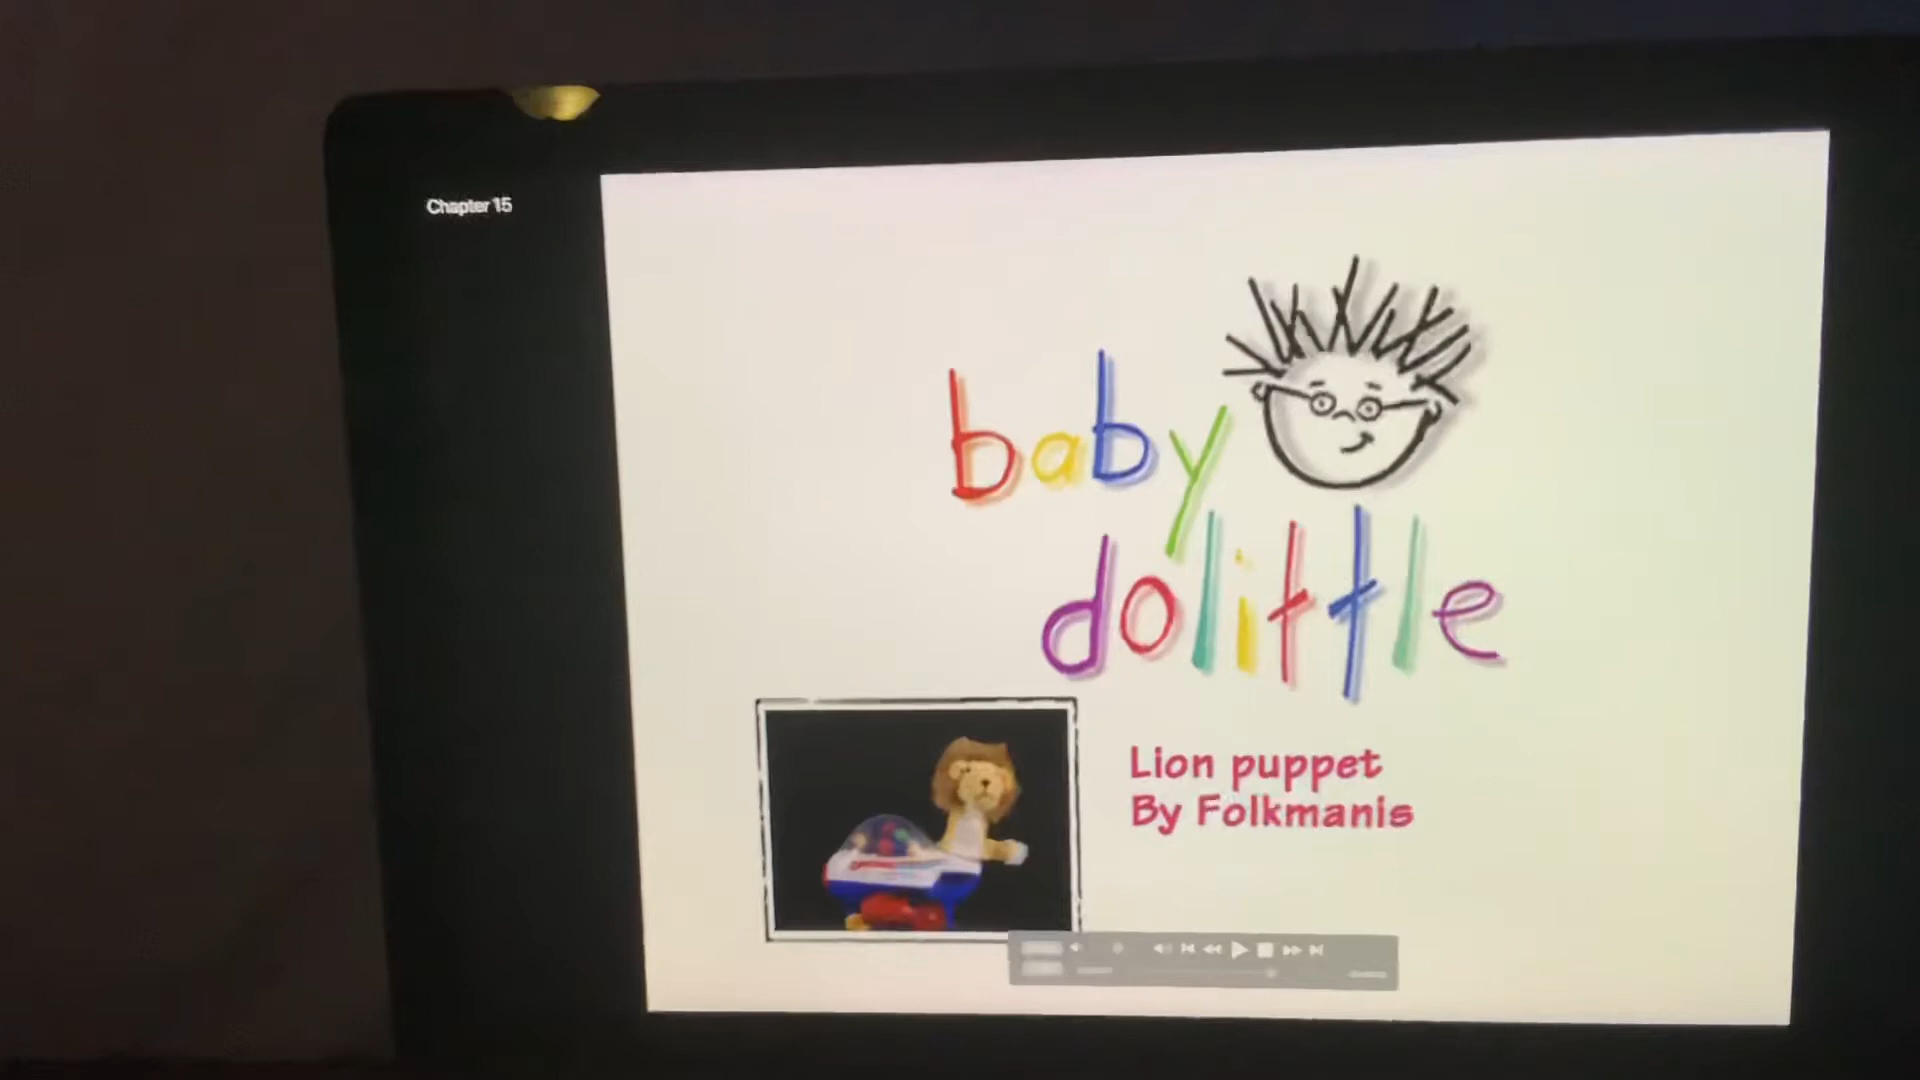 Chapter 15
baby
dolittle
Lion puppet
By Folkmanis